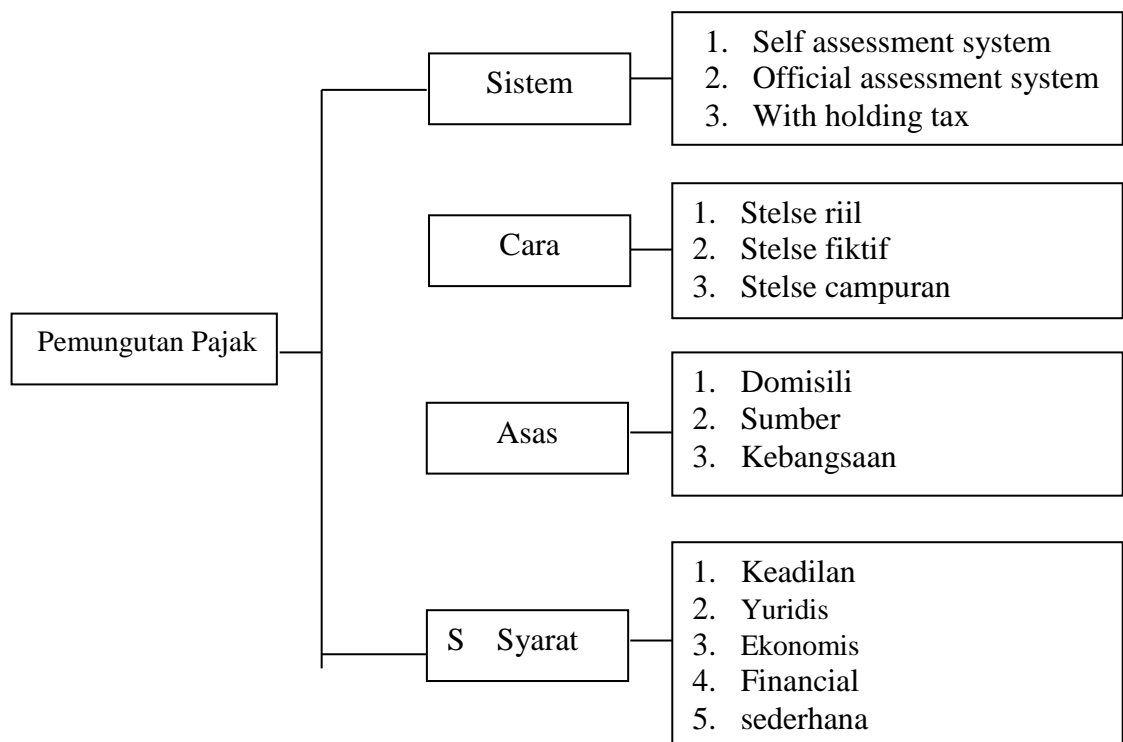 Pemungutan Pajak
Sistem
1. Self assessment system
2. Official assessment system
3. With holding tax
Cara
1. Stelse riil
2. Stelse fiktif
3. Stelse campuran
Asas
1. Domisili
2. Sumber
3. Kebangsaan
S Syarat
1. Keadilan
2. Yuridis
3. Ekonomis
4. Financial
5. sederhana